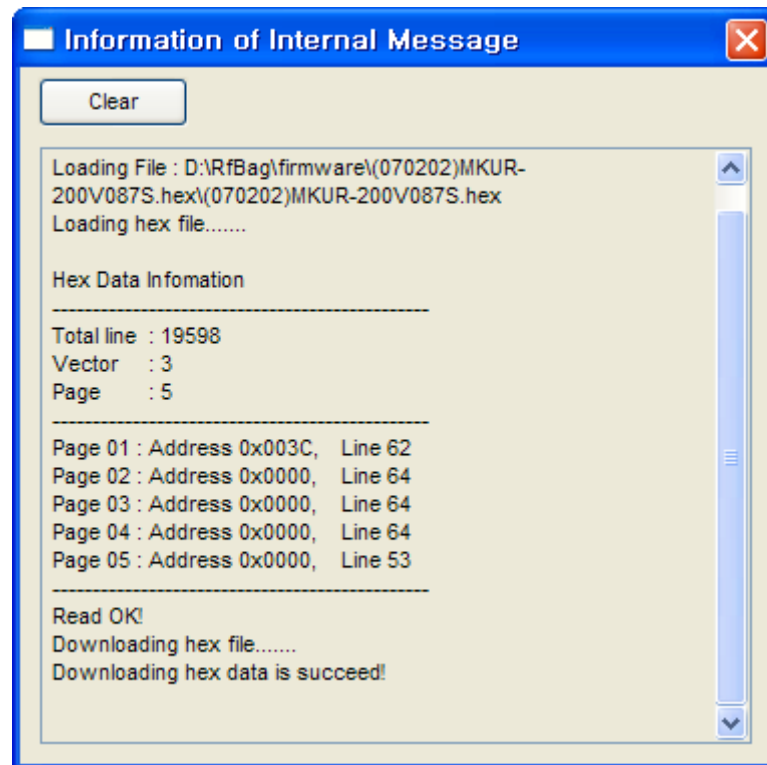 Information of Internal Message
Clear
Loading File : D:\RfBag\firmware\(070202)MKUR-
200V087S.hex\(070202)MKUR-200V087S.hex
Loading hex file.......
Hex Data Infomation
-----------------------------------------------
Total line : 19598
Vector : 3
Page : 5
-----------------------------------------------
Page 01 : Address 0x003C, Line 62
Page 02 : Address 0x0000, Line 64
Page 03 : Address 0x0000, Line 64
Page 04 : Address 0x0000, Line 64
Page 05 : Address 0x0000, Line 53
-----------------------------------------------
Read OK!
Downloading hex file.......
Downloading hex data is succeed!